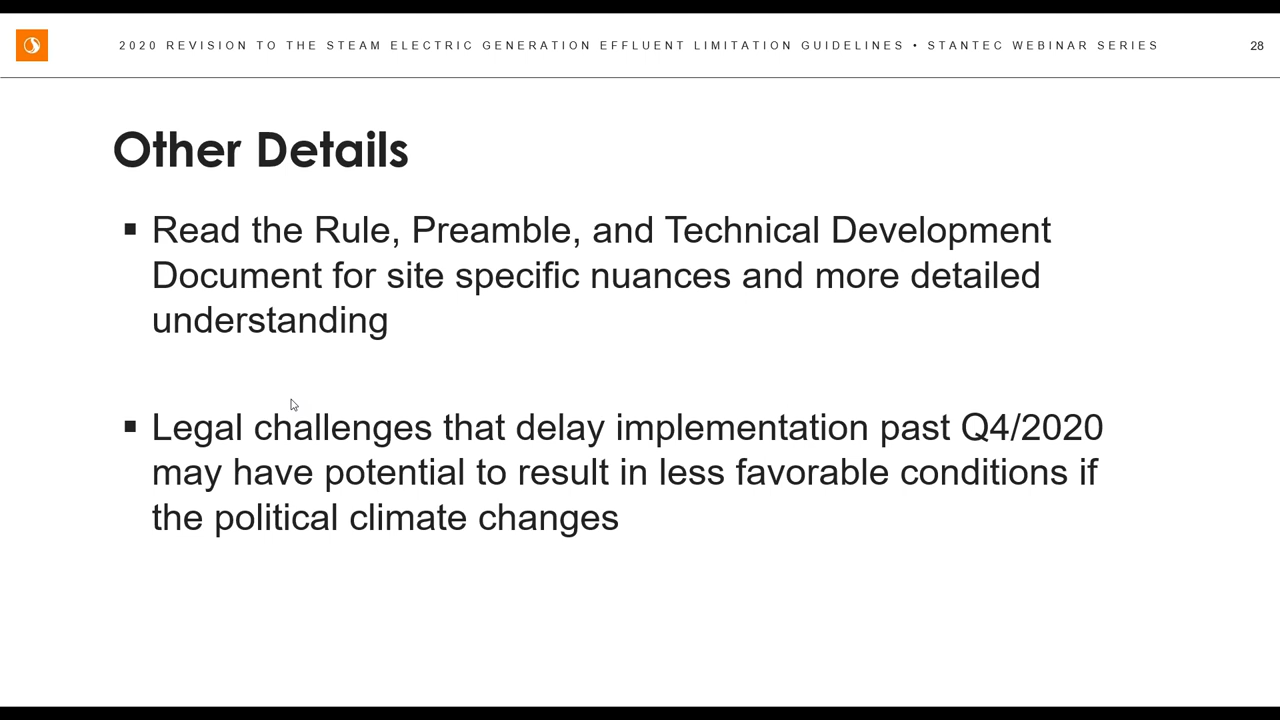 2020 REVISION TO THE STEAM ELECTRIC GENERATION EFFLUENT LIMITATION GUIDELINES • STANTEC WEBINAR SERIES 28
Other Details
▪ Read the Rule, Preamble, and Technical Development
Document for site specific nuances and more detailed
understanding
▪ Legal challenges that delay implementation past Q4/2020
may have potential to result in less favorable conditions if
the political climate changes